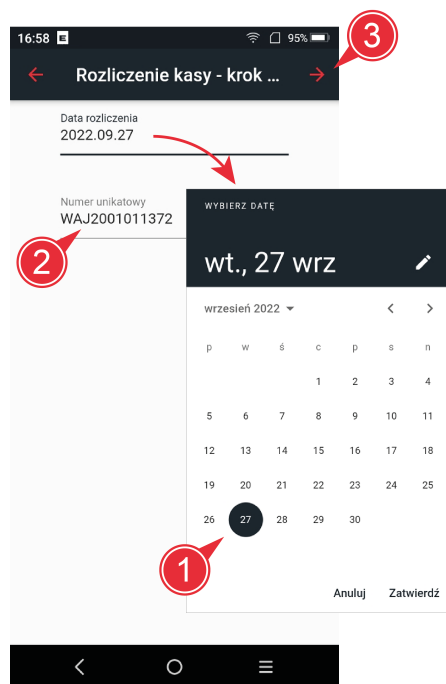 16:58 E 95%
3
Rozliczenie kasy - krok ...
Data rozliczenia
2022.09.27
Numer unikatowy
WAJ2001011372
2
WYBIERZ DATĘ
wt., 27 wrz
wrzesień 2022
p w ś c p s n
1 2 3 4
5 6 7 8 9 10 11
12 13 14 15 16 17 18
19 20 21 22 23 24 25
26 27 28 29 30
1
Anuluj Zatwierdź